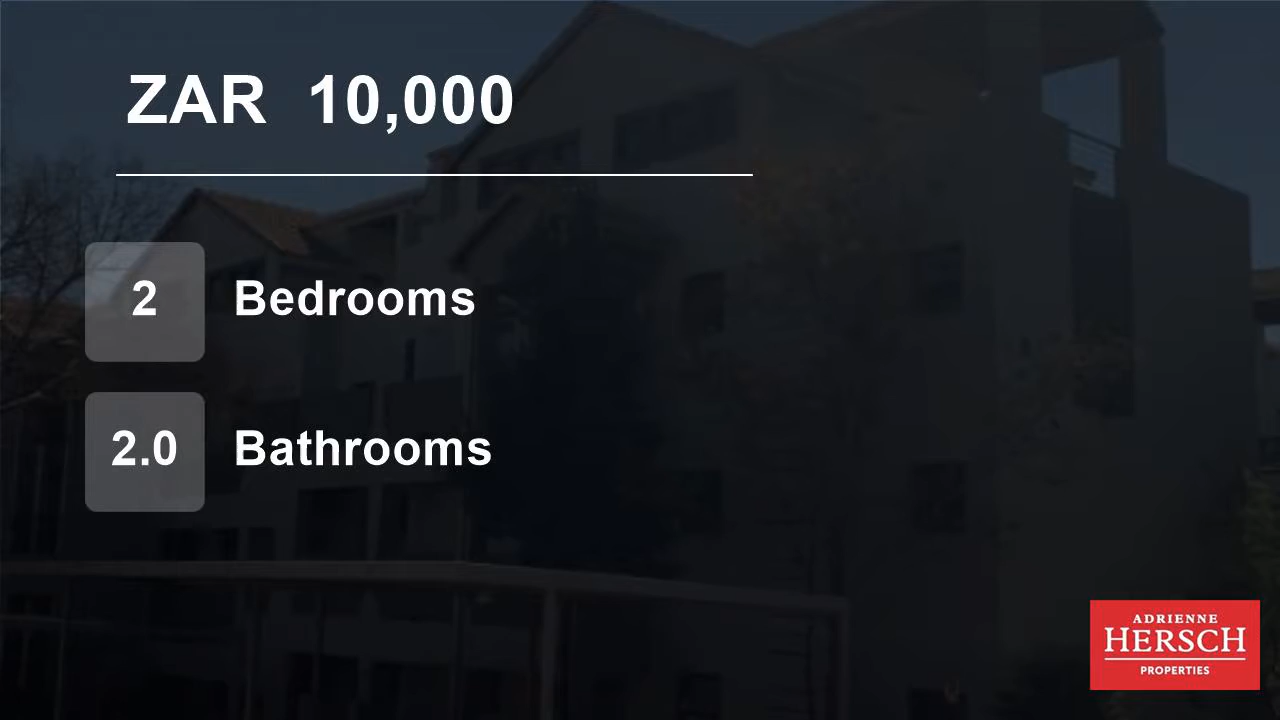 ZAR 10,000
2 Bedrooms
2.0 Bathrooms
ADRIENNE
HERSCH
PROPERTIES